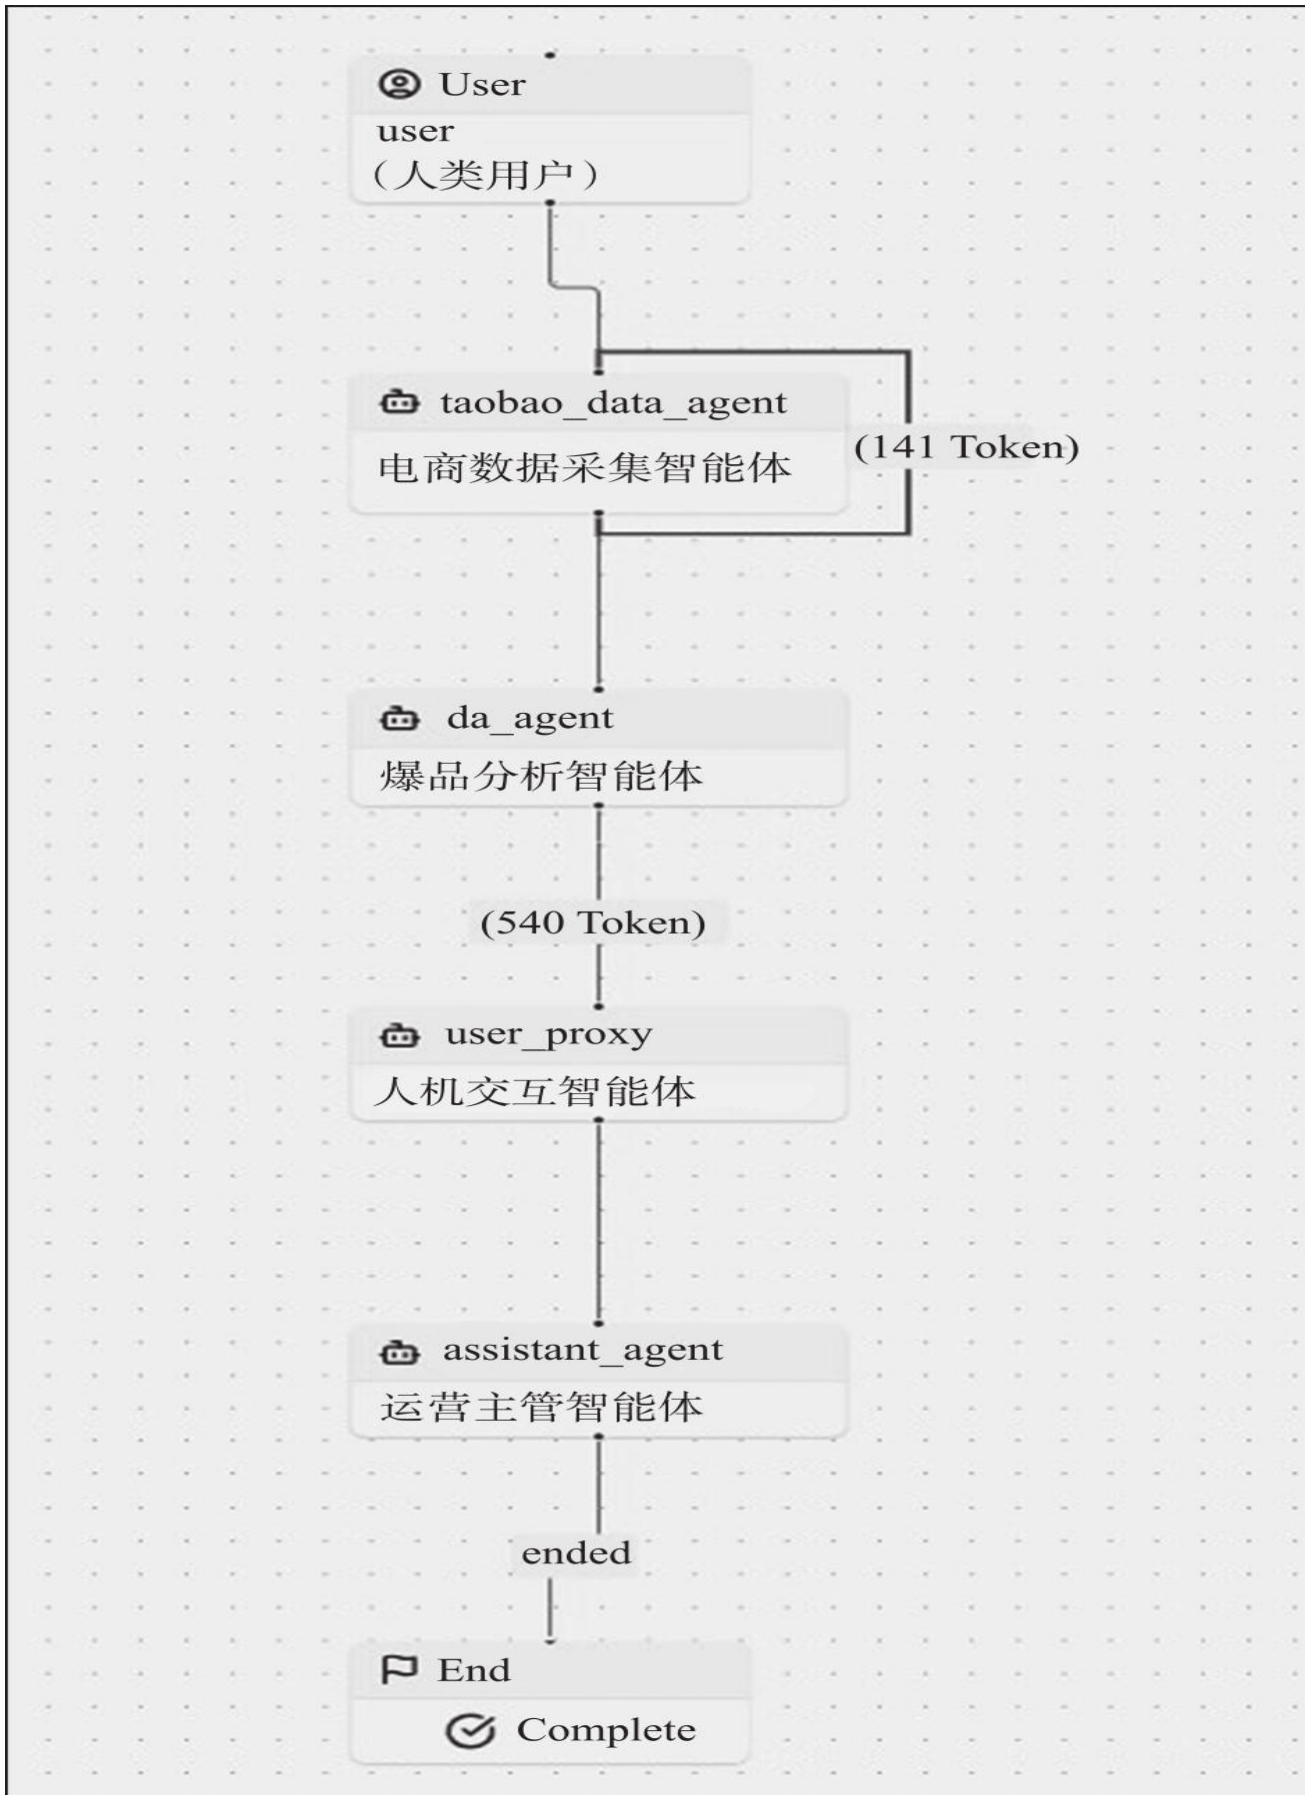 User
user
（人类用户）
taobao_data_agent
电商数据采集智能体
(141 Token)
da_agent
爆品分析智能体
(540 Token)
user_proxy
人机交互智能体
assistant_agent
运营主管智能体
ended
End
Complete